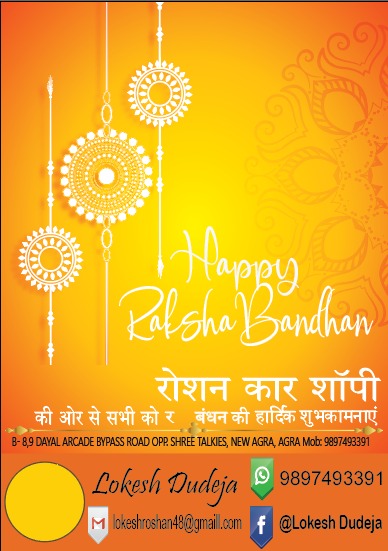 Happy
Raksha Bandhan
रोशन कार शॉपी
की ओर से सभी को र बंधन की हार्दिक शुभकामनाएं
B- 8,9 DAYAL ARCADE BYPASS ROAD OPP. SHREE TALKIES, NEW AGRA, AGRA Mob: 9897493391
Lokesh Dudeja 9897493391
lokeshroshan48@gmaill.com @Lokesh Dudeja